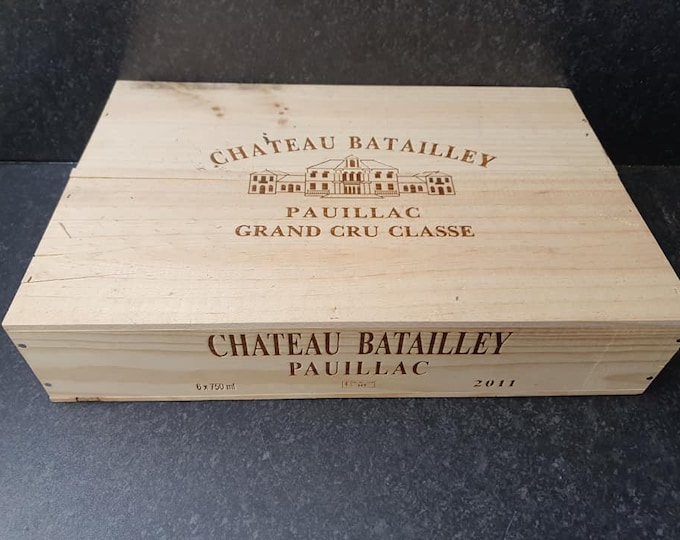 CHATEAU BATAILLEY
PAUILLAC
GRAND CRU CLASSE
CHATEAU BATAILLEY
PAUILLAC
6 x 750 ml
2011